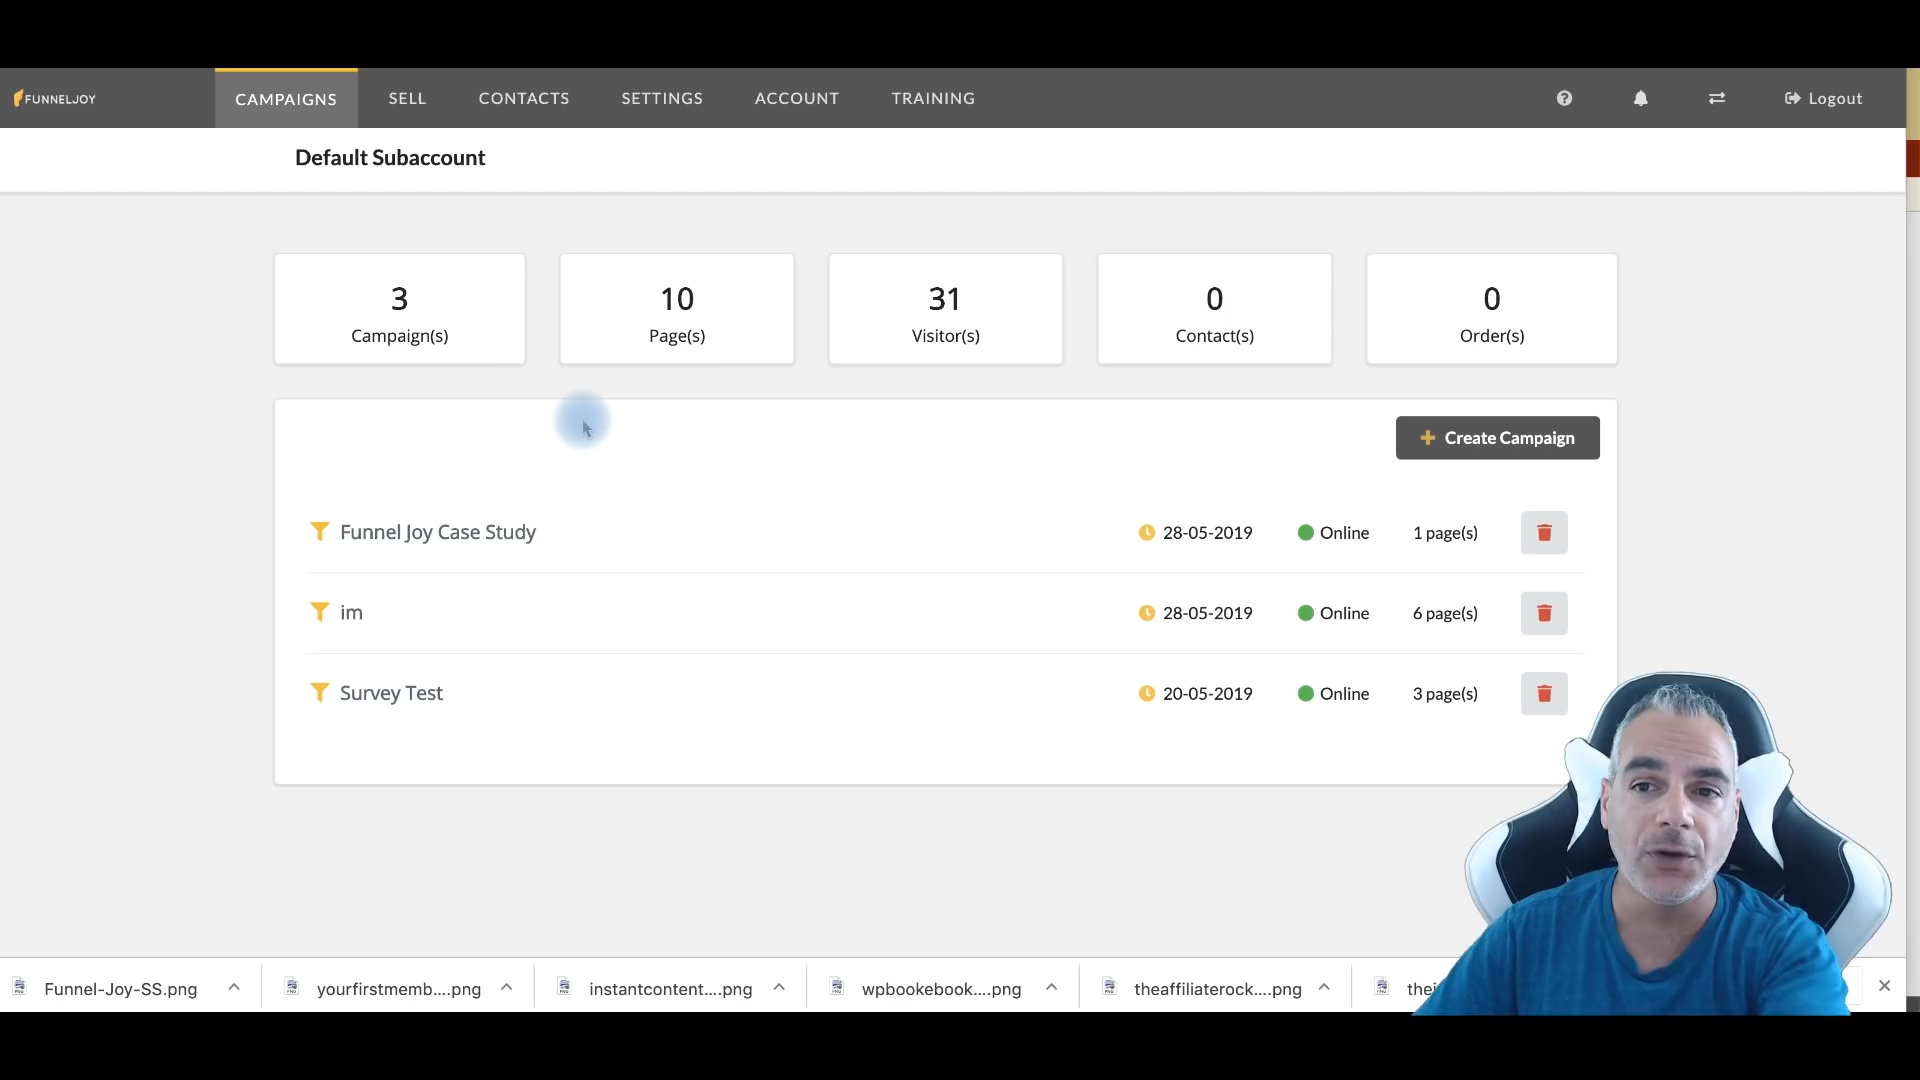 FUNNELJOY
CAMPAIGNS
SELL
CONTACTS
SETTINGS
ACCOUNT
TRAINING
Logout
Default Subaccount
3
Campaign(s)
10
Page(s)
31
Visitor(s)
0
Contact(s)
0
Order(s)
Create Campaign
Funnel Joy Case Study
28-05-2019
Online
1 page(s)
im
28-05-2019
Online
6 page(s)
Survey Test
20-05-2019
Online
3 page(s)
Funnel-Joy-SS.png
yourfirstmemb....png
instantcontent....png
wpbookebook....png
theaffiliaterock....png